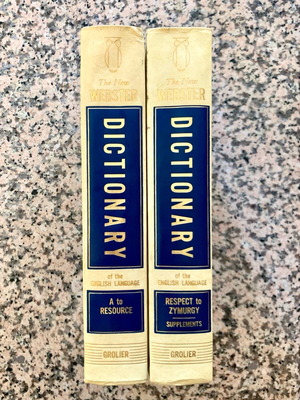 The New
WEBSTER
DICTIONARY
of the
ENGLISH LANGUAGE
A to
RESOURCE
GROLIER
The New
WEBSTER
DICTIONARY
of the
ENGLISH LANGUAGE
RESPECT to
ZYMURGY
SUPPLEMENTS
GROLIER